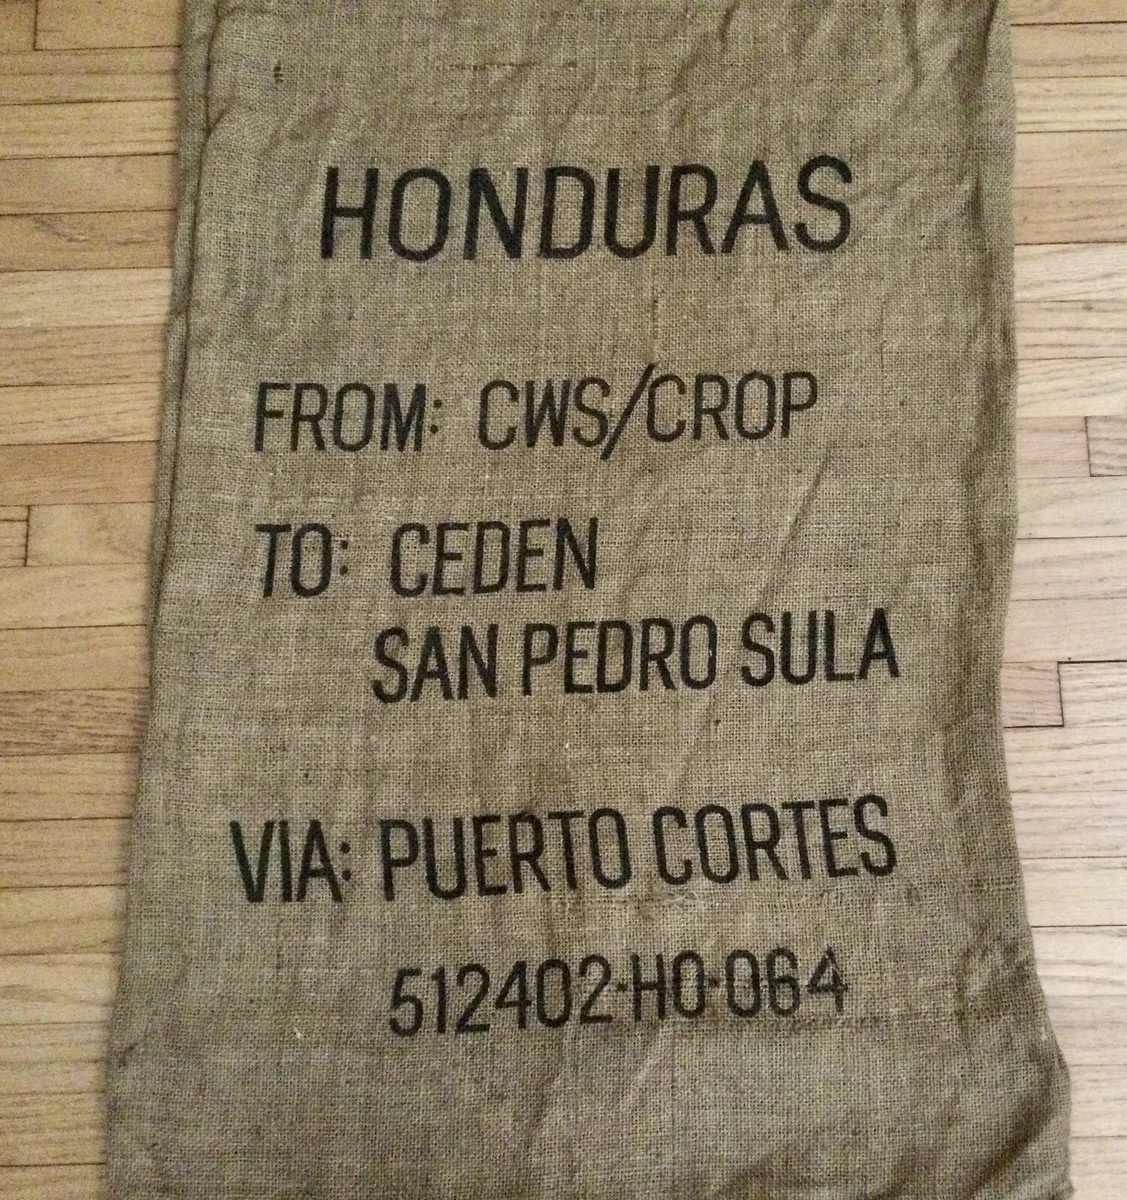 HONDURAS
FROM: CWS/CROP
TO: CEDEN
SAN PEDRO SULA
VIA: PUERTO CORTES
512402-HO-064